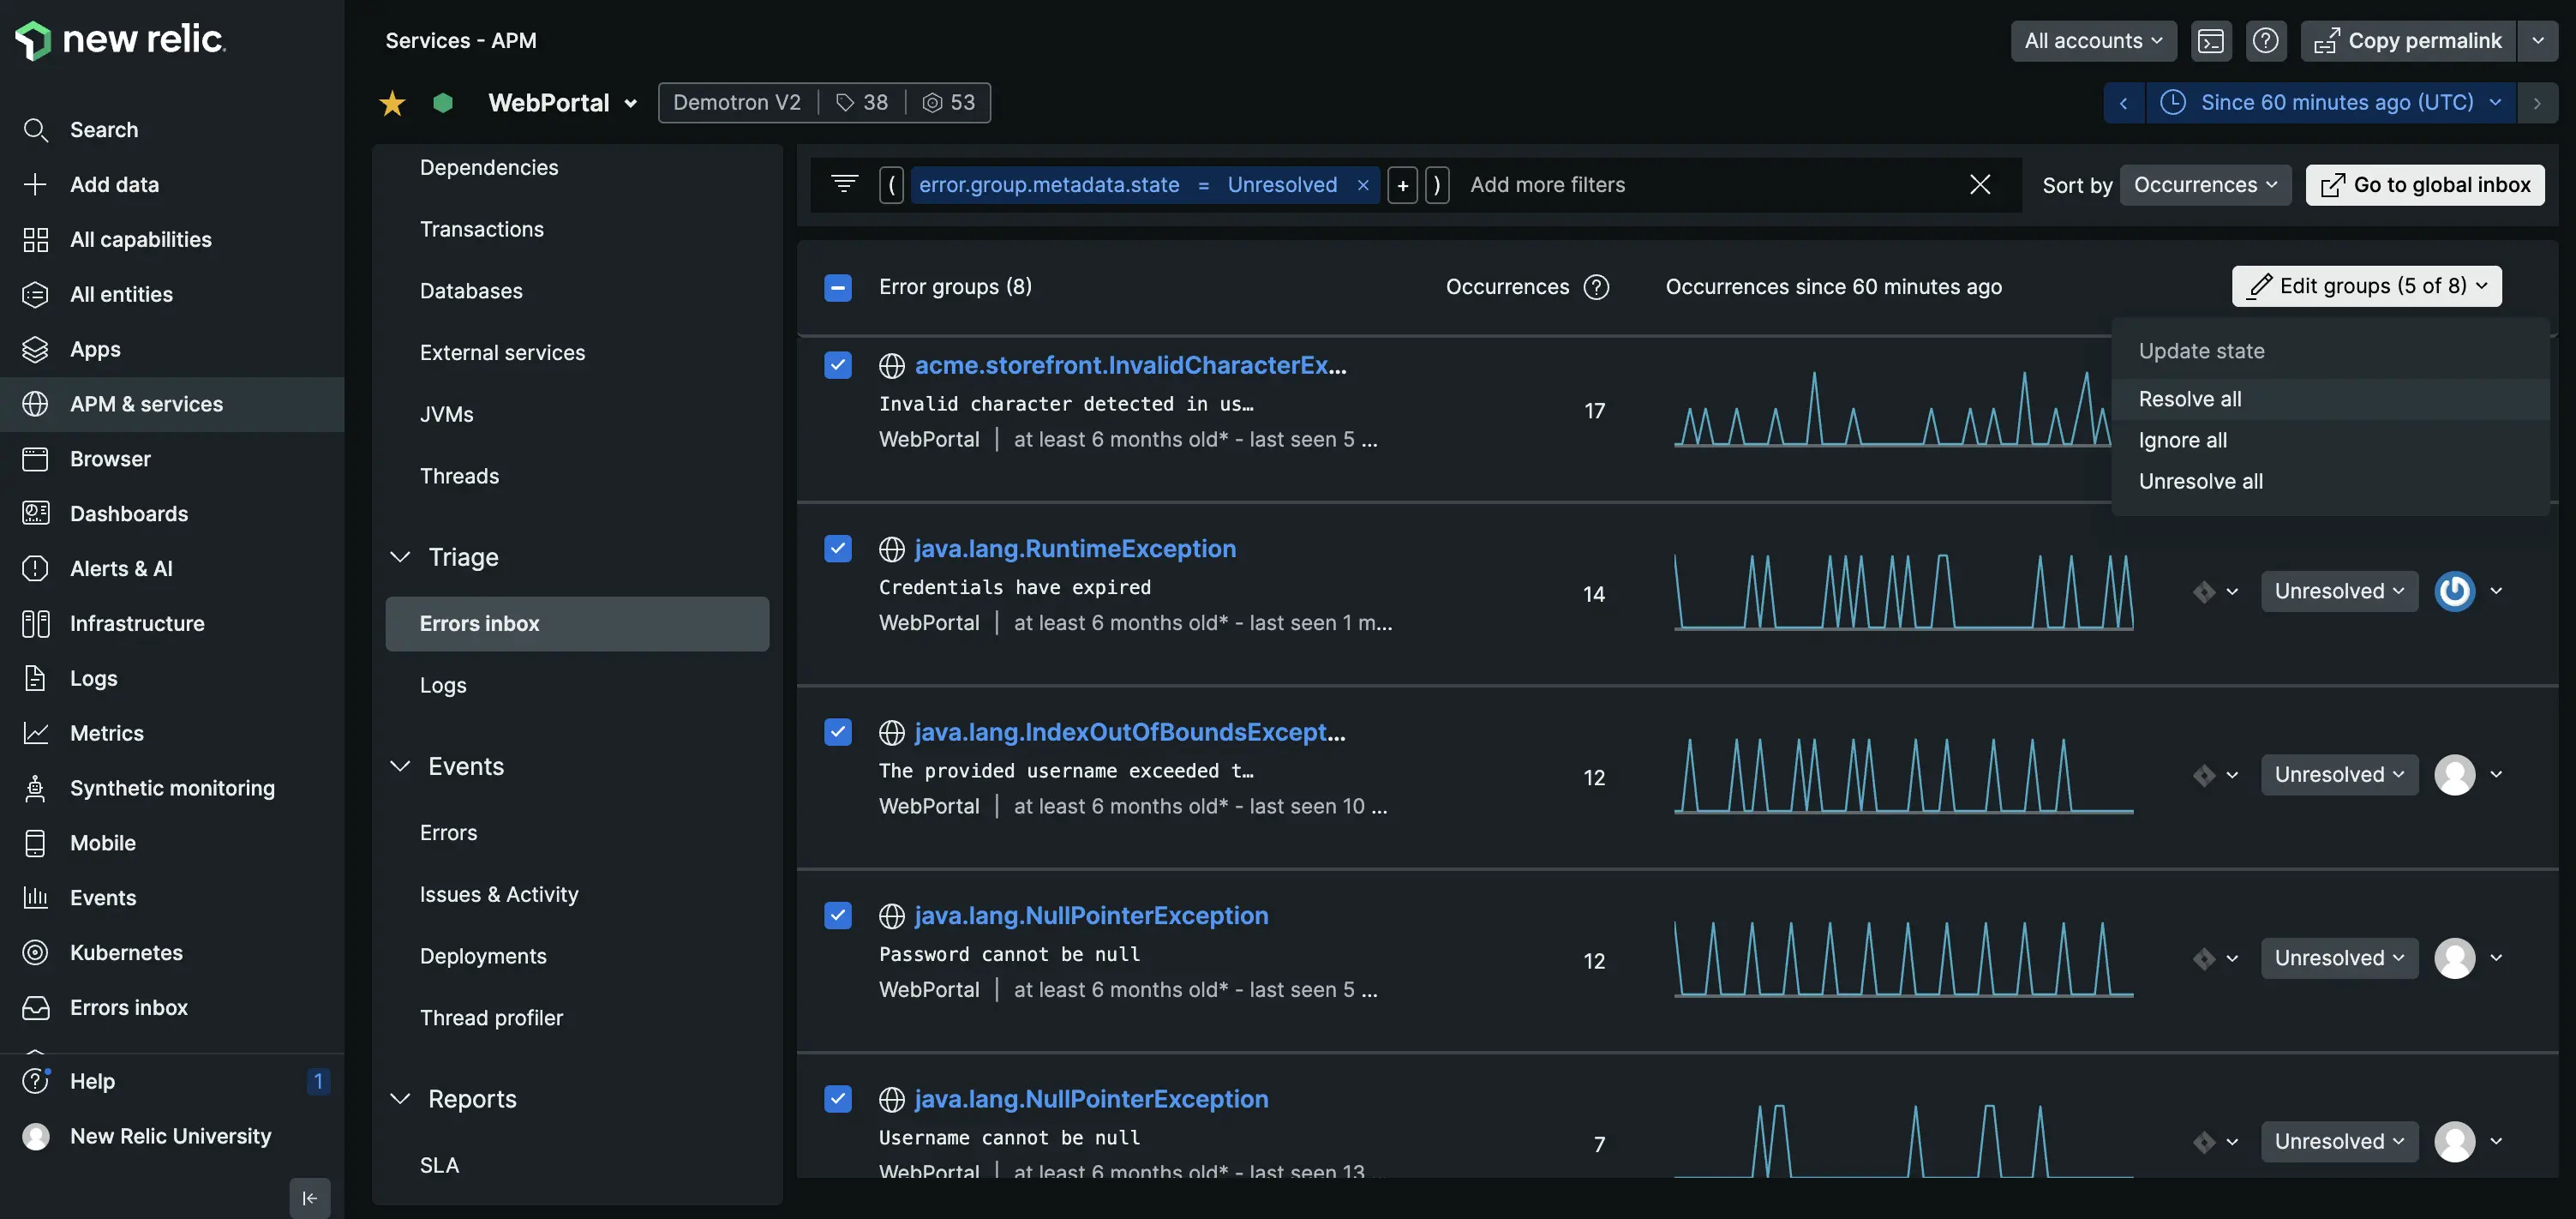 new relic
Search
Add data
All capabilities
All entities
Apps
APM & services
Browser
Dashboards
Alerts & AI
Infrastructure
Logs
Metrics
Synthetic monitoring
Mobile
Events
Kubernetes
Errors inbox
Help 1
New Relic University
Services - APM
All accounts
Copy permalink
WebPortal
Demotron V2 38 53
Since 60 minutes ago (UTC)
Dependencies
Transactions
Databases
External services
JVMs
Threads
Triage
Errors inbox
Logs
Events
Errors
Issues & Activity
Deployments
Thread profiler
Reports
SLA
( error.group.metadata.state = Unresolved × + ) Add more filters
Sort by Occurrences
Go to global inbox
Error groups (8) Occurrences ? Occurrences since 60 minutes ago
Edit groups (5 of 8)
Update state
Resolve all
Ignore all
Unresolve all
acme.storefront.InvalidCharacterEx...
Invalid character detected in us…
WebPortal | at least 6 months old* - last seen 5 ...
17
java.lang.RuntimeException
Credentials have expired
WebPortal | at least 6 months old* - last seen 1 m...
14
Unresolved
java.lang.IndexOutOfBoundsExcept...
The provided username exceeded t…
WebPortal | at least 6 months old* - last seen 10 ...
12
Unresolved
java.lang.NullPointerException
Password cannot be null
WebPortal | at least 6 months old* - last seen 5 ...
12
Unresolved
java.lang.NullPointerException
Username cannot be null
WebPortal | at least 6 months old* - last seen 13 ...
7
Unresolved